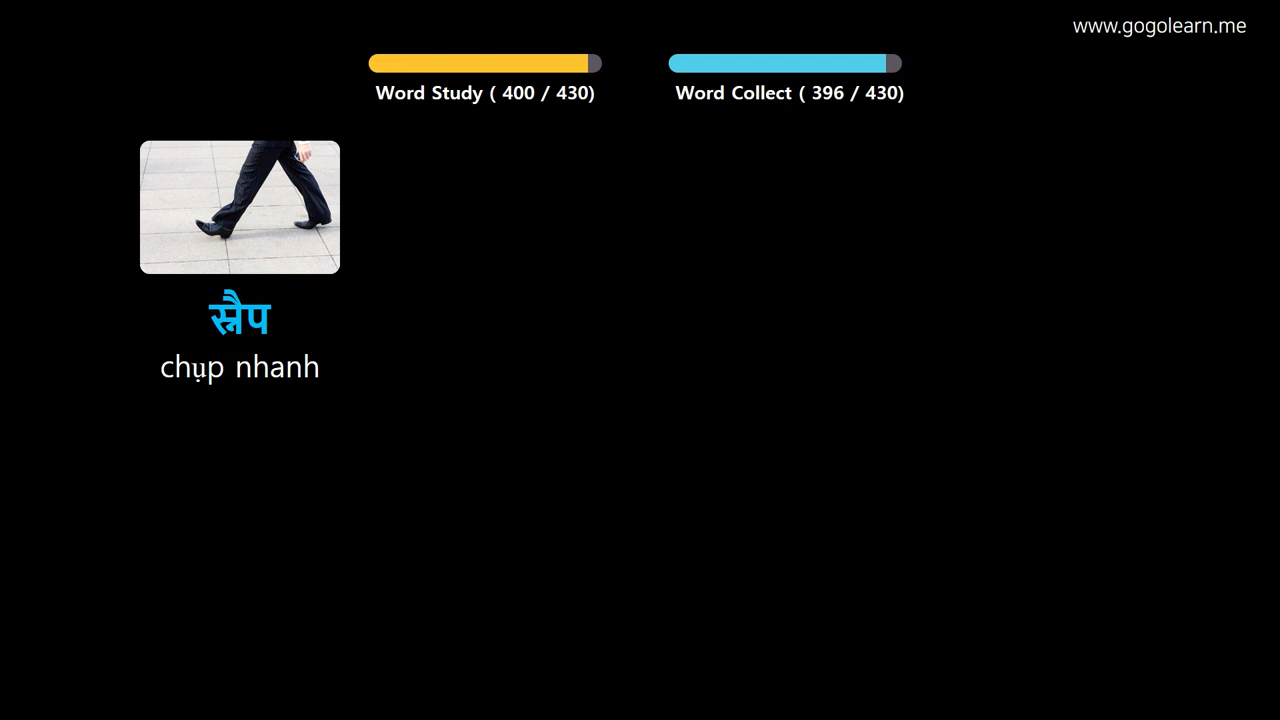 www.gogolearn.me
Word Study ( 400 / 430)
Word Collect ( 396 / 430)
स्नैप
chụp nhanh